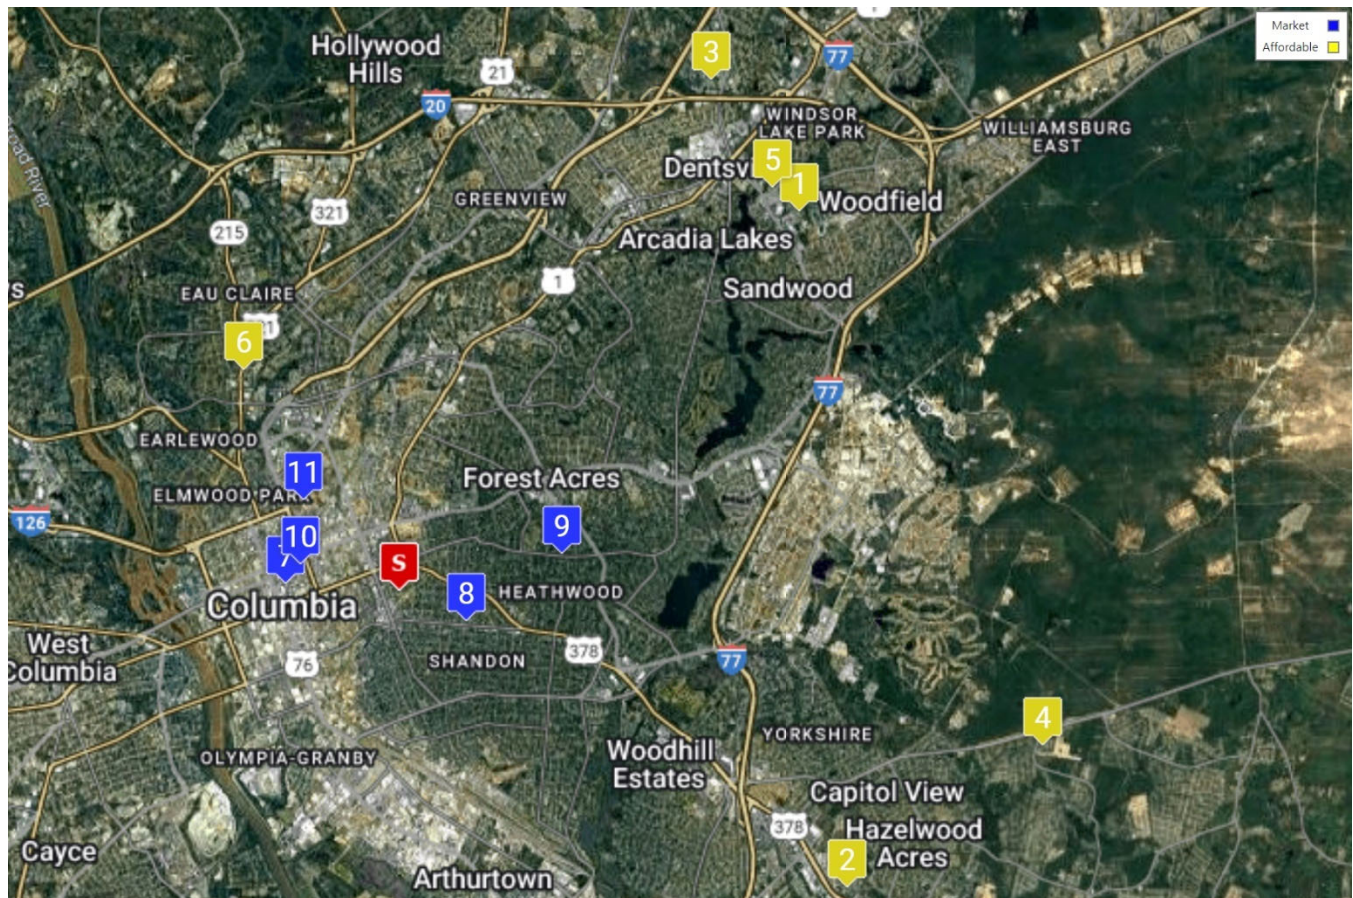 Market
Affordable
Hollywood
Hills
3
77
21
20
WINDSOR
LAKE PARK
WILLIAMSBURG
EAST
5
Dentsvi
1
Woodfield
GREENVIEW
321
215
Arcadia Lakes
1
Sandwood
EAU CLAIRE
6
77
EARLEWOOD
11
Forest Acres
ELMWOOD PARK
126
10
9
7
S
8
HEATHWOOD
Columbia
West
Columbia
76
SHANDON
378
77
4
YORKSHIRE
OLYMPIA-GRANBY
Woodhill
Estates
Capitol View
378
Hazelwood
Acres
2
Cayce
Arthurtown